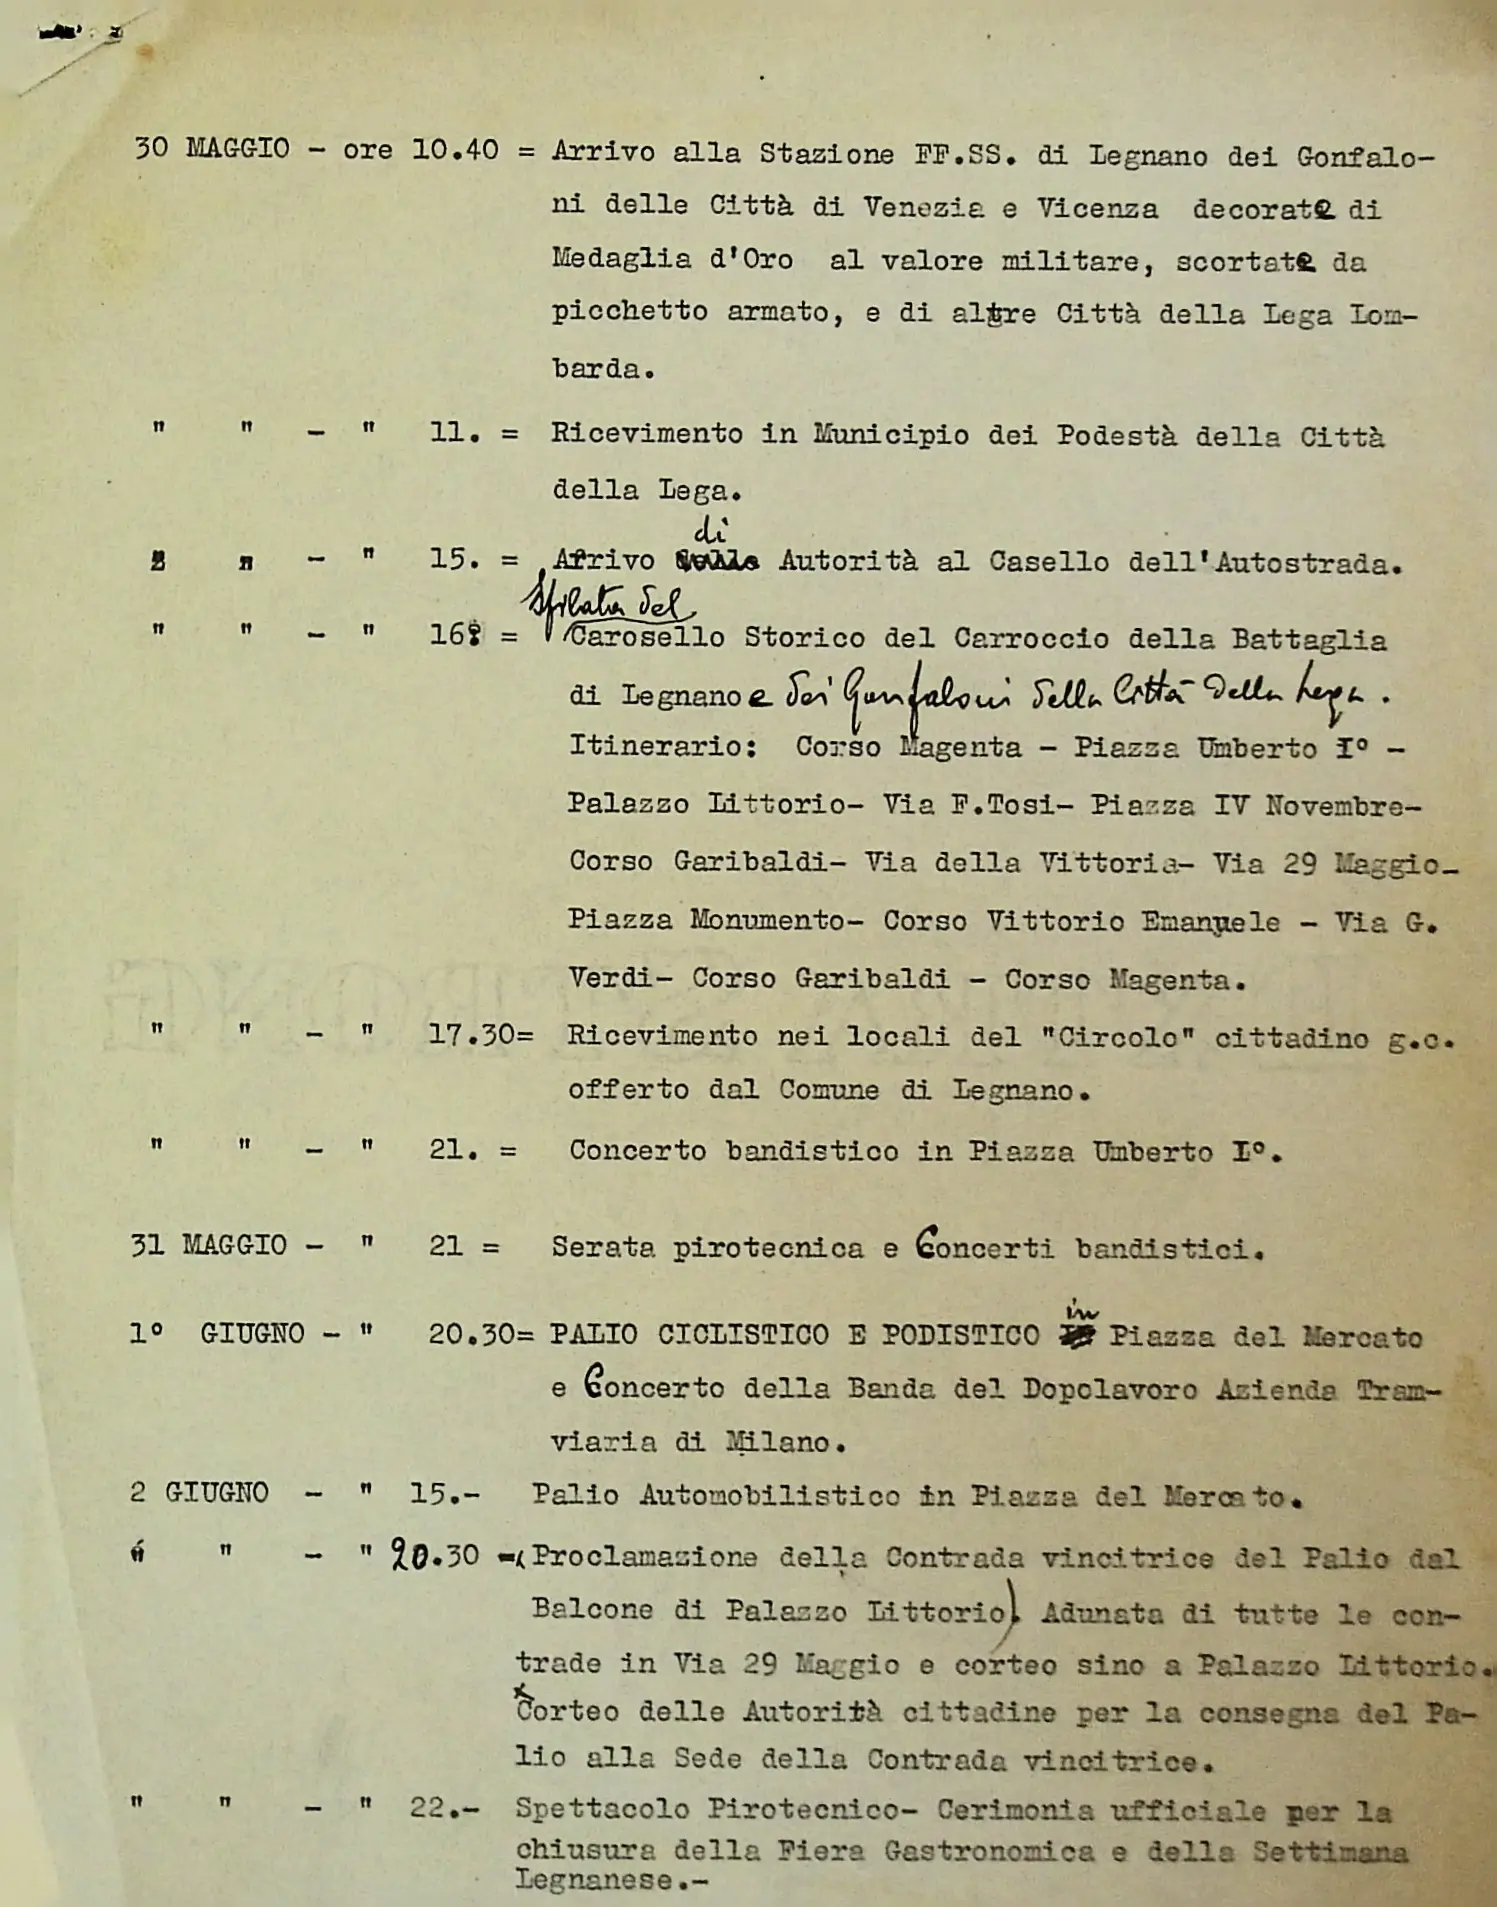 30 MAGGIO - ore 10.40 = Arrivo alla Stazione FF.SS. di Legnano dei Gonfalo-
ni delle Città di Venezia e Vicenza decorate di
Medaglia d'Oro al valore militare, scortate da
picchetto armato, e di altre Città della Lega Lom-
barda.
" " - " 11. = Ricevimento in Municipio dei Podestà della Città
della Lega.
di
" " - " 15. = Arrivo Autorità al Casello dell'Autostrada.
Sfilata del
" " - " 16 = Carosello Storico del Carroccio della Battaglia
di Legnano e dei Gonfaloni della Città della Lega.
Itinerario: Corso Magenta - Piazza Umberto I° -
Palazzo Littorio- Via F.Tosi- Piazza IV Novembre-
Corso Garibaldi- Via della Vittoria- Via 29 Maggio-
Piazza Monumento- Corso Vittorio Emanuele - Via G.
Verdi- Corso Garibaldi - Corso Magenta.
" " - " 17.30= Ricevimento nei locali del "Circolo" cittadino g.c.
offerto dal Comune di Legnano.
" " - " 21. = Concerto bandistico in Piazza Umberto I°.
31 MAGGIO - " 21 = Serata pirotecnica e Concerti bandistici.
in
1° GIUGNO - " 20.30= PALIO CICLISTICO E PODISTICO Piazza del Mercato
e Concerto della Banda del Dopolavoro Azienda Tram-
viaria di Milano.
2 GIUGNO - " 15.- Palio Automobilistico in Piazza del Mercato.
" " - " 20.30 - (Proclamazione della Contrada vincitrice del Palio dal
Balcone di Palazzo Littorio). Adunata di tutte le con-
trade in Via 29 Maggio e corteo sino a Palazzo Littorio.
Corteo delle Autorità cittadine per la consegna del Pa-
lio alla Sede della Contrada vincitrice.
" " - " 22.- Spettacolo Pirotecnico- Cerimonia ufficiale per la
chiusura della Fiera Gastronomica e della Settimana
Legnanese.-